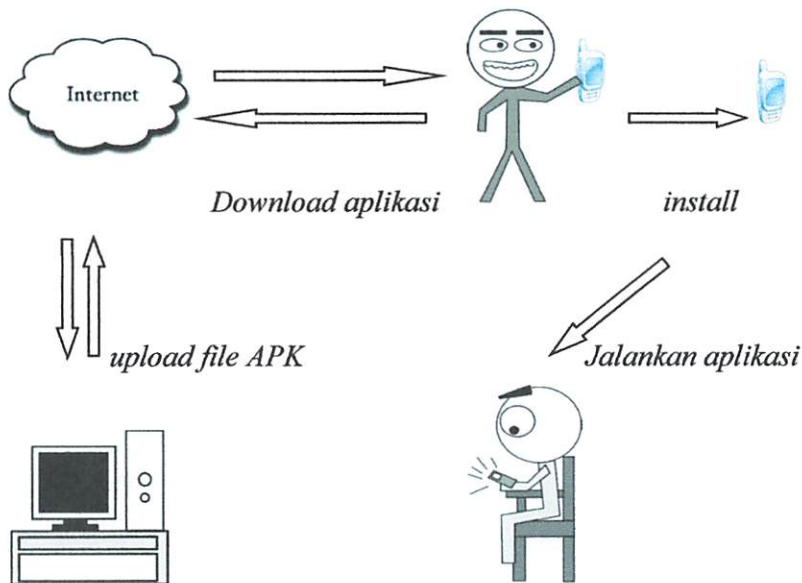 Internet
Download aplikasi
install
upload file APK
Jalankan aplikasi